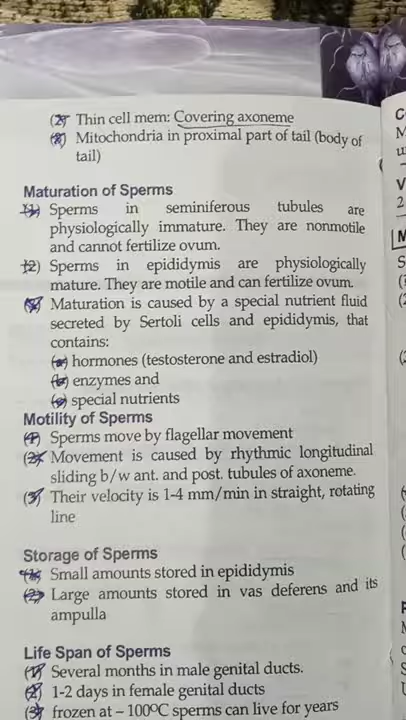 (2) Thin cell mem: Covering axoneme
(3) Mitochondria in proximal part of tail (body of
tail)
Maturation of Sperms
(1) Sperms in seminiferous tubules are
physiologically immature. They are nonmotile
and cannot fertilize ovum.
(2) Sperms in epididymis are physiologically
mature. They are motile and can fertilize ovum.
(3) Maturation is caused by a special nutrient fluid
secreted by Sertoli cells and epididymis, that
contains:
(a) hormones (testosterone and estradiol)
(b) enzymes and
(c) special nutrients
Motility of Sperms
(1) Sperms move by flagellar movement
(2) Movement is caused by rhythmic longitudinal
sliding b/w ant. and post. tubules of axoneme.
(3) Their velocity is 1-4 mm/min in straight, rotating
line
Storage of Sperms
(1) Small amounts stored in epididymis
(2) Large amounts stored in vas deferens and its
ampulla
Life Span of Sperms
(1) Several months in male genital ducts.
(2) 1-2 days in female genital ducts
(3) frozen at – 100ºC sperms can live for years